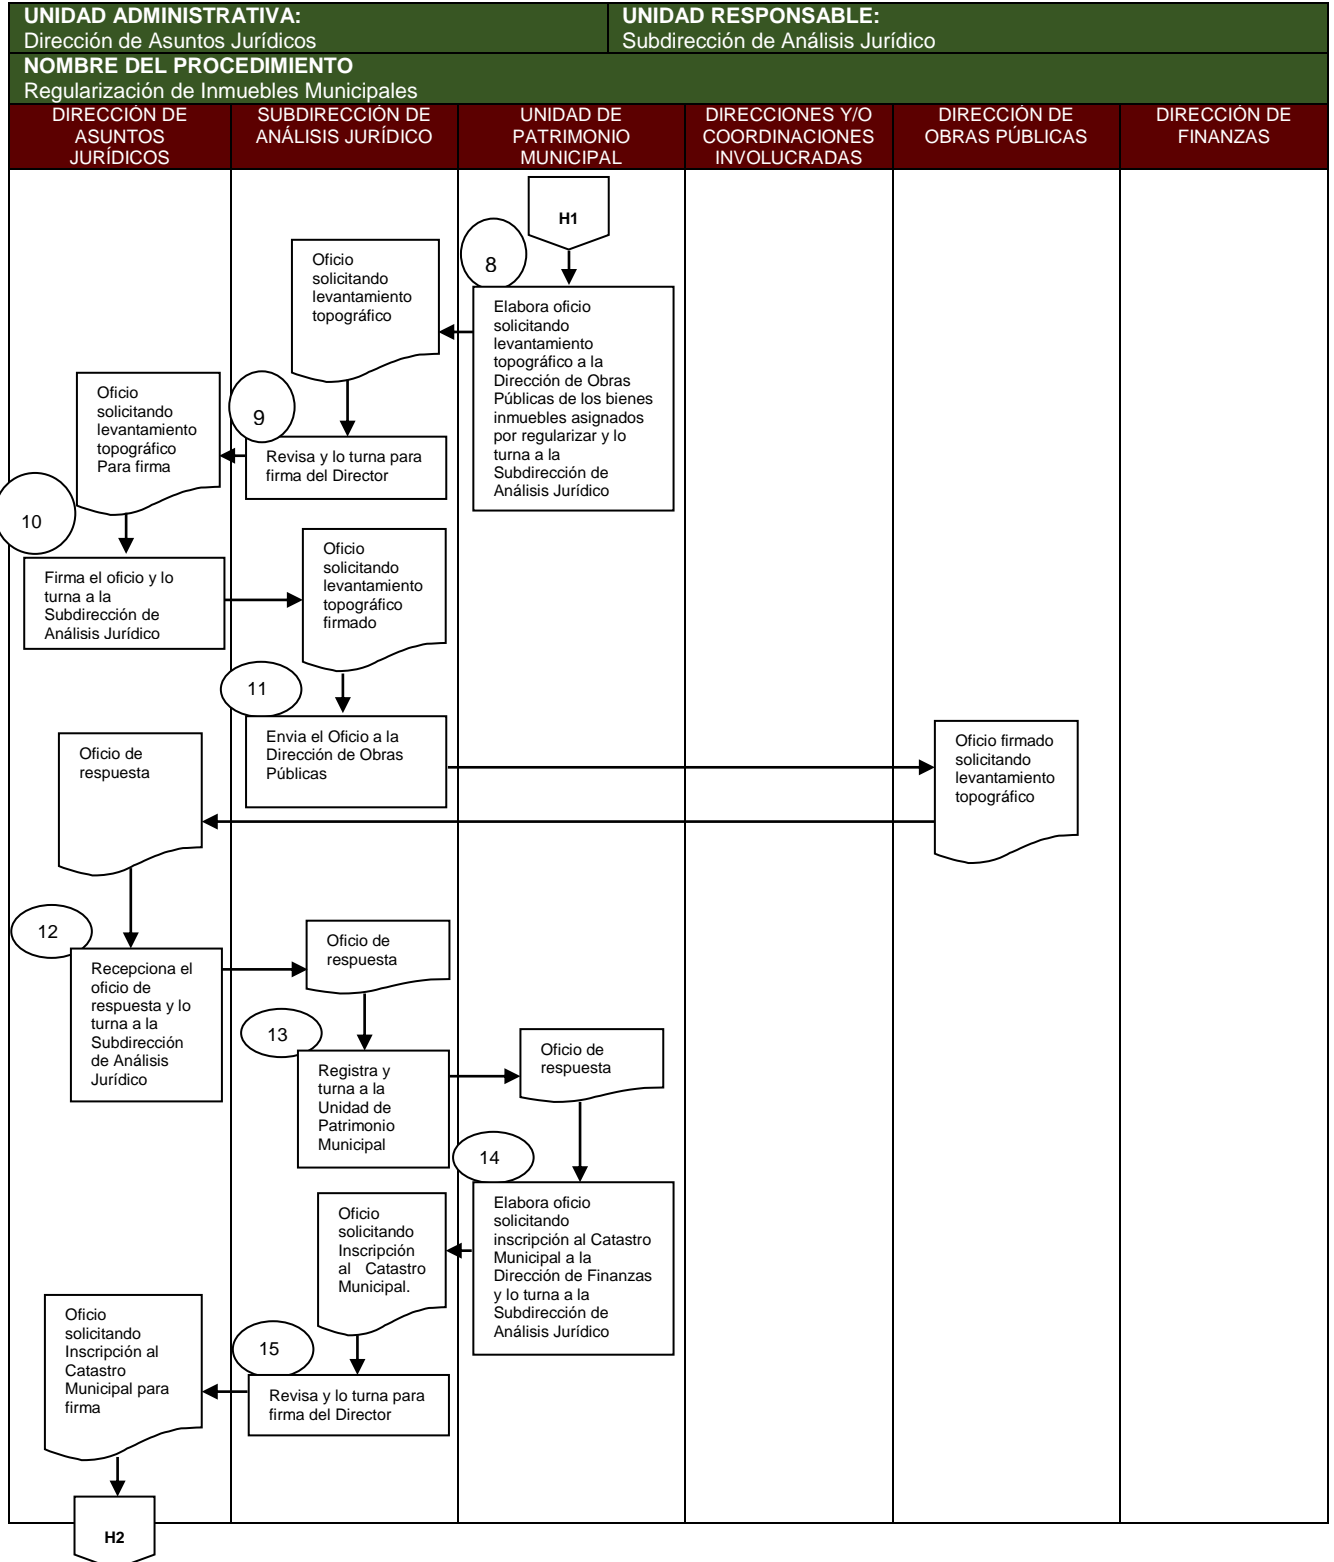 UNIDAD ADMINISTRATIVA:
Dirección de Asuntos Jurídicos
UNIDAD RESPONSABLE:
Subdirección de Análisis Jurídico
NOMBRE DEL PROCEDIMIENTO
Regularización de Inmuebles Municipales
DIRECCIÓN DE
ASUNTOS
JURÍDICOS
SUBDIRECCIÓN DE
ANÁLISIS JURÍDICO
UNIDAD DE
PATRIMONIO
MUNICIPAL
DIRECCIONES Y/O
COORDINACIONES
INVOLUCRADAS
DIRECCIÓN DE
OBRAS PÚBLICAS
DIRECCIÓN DE
FINANZAS
H1
8
Elabora oficio
solicitando
levantamiento
topográfico a la
Dirección de Obras
Públicas de los bienes
inmuebles asignados
por regularizar y lo
turna a la
Subdirección de
Análisis Jurídico
Oficio
solicitando
levantamiento
topográfico
9
Revisa y lo turna para
firma del Director
Oficio
solicitando
levantamiento
topográfico
Para firma
10
Firma el oficio y lo
turna a la
Subdirección de
Análisis Jurídico
Oficio
solicitando
levantamiento
topográfico
firmado
11
Envia el Oficio a la
Dirección de Obras
Públicas
Oficio firmado
solicitando
levantamiento
topográfico
Oficio de
respuesta
12
Recepciona el
oficio de
respuesta y lo
turna a la
Subdirección
de Análisis
Jurídico
Oficio de
respuesta
13
Registra y
turna a la
Unidad de
Patrimonio
Municipal
Oficio de
respuesta
14
Elabora oficio
solicitando
inscripción al Catastro
Municipal a la
Dirección de Finanzas
y lo turna a la
Subdirección de
Análisis Jurídico
Oficio
solicitando
Inscripción
al Catastro
Municipal.
15
Revisa y lo turna para
firma del Director
Oficio
solicitando
Inscripción al
Catastro
Municipal para
firma
H2